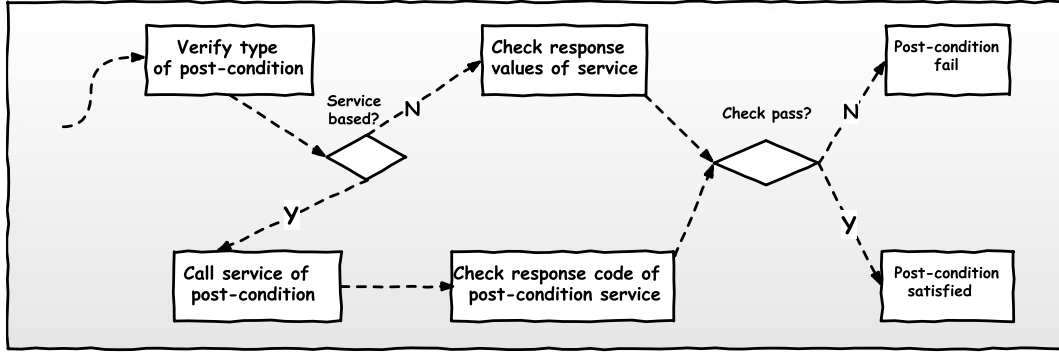 Verify type
of post-condition
Service
based?
N
Check response
values of service
Check pass?
N
Post-condition
fail
Y
Call service of
post-condition
Check response code of
post-condition service
Y
Post-condition
satisfied